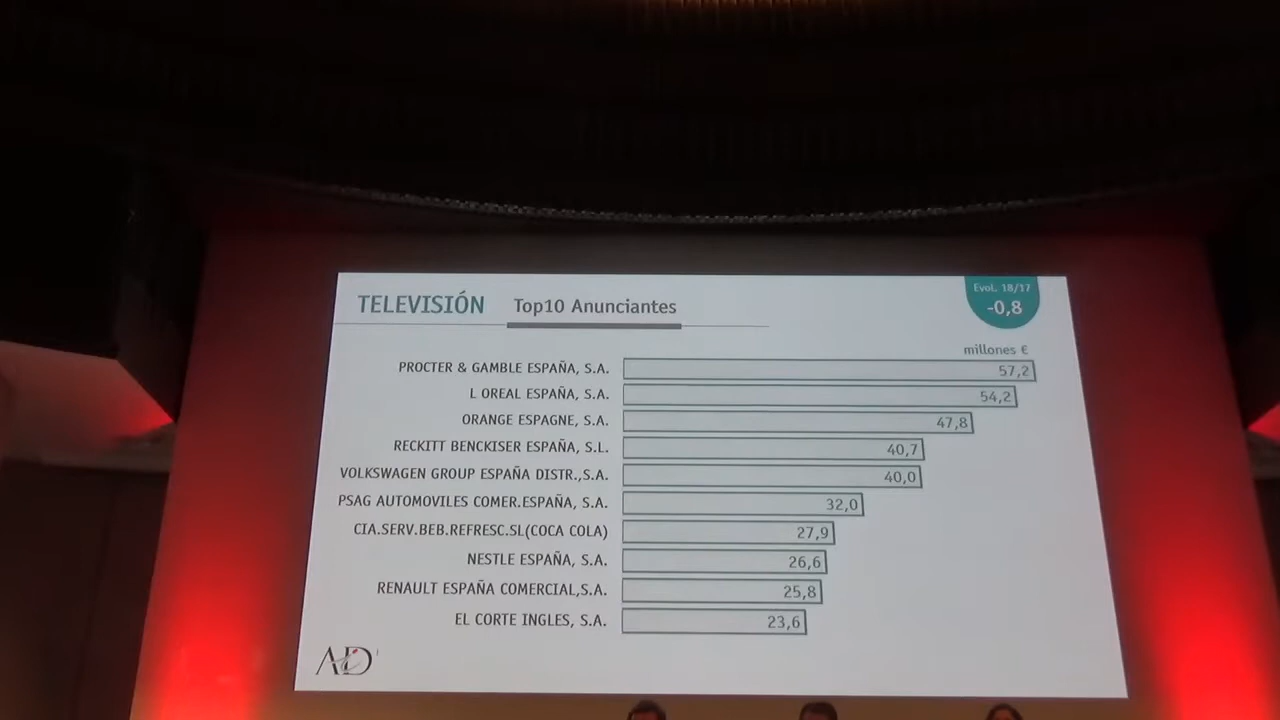 TELEVISIÓN Top10 Anunciantes
Evol. 18/17
-0,8
millones €
PROCTER & GAMBLE ESPAÑA, S.A. 57,2
L OREAL ESPAÑA, S.A. 54,2
ORANGE ESPAGNE, S.A. 47,8
RECKITT BENCKISER ESPAÑA, S.L. 40,7
VOLKSWAGEN GROUP ESPAÑA DISTR.,S.A. 40,0
PSAG AUTOMOVILES COMER.ESPAÑA, S.A. 32,0
CIA.SERV.BEB.REFRESC.SL(COCA COLA) 27,9
NESTLE ESPAÑA, S.A. 26,6
RENAULT ESPAÑA COMERCIAL,S.A. 25,8
EL CORTE INGLES, S.A. 23,6